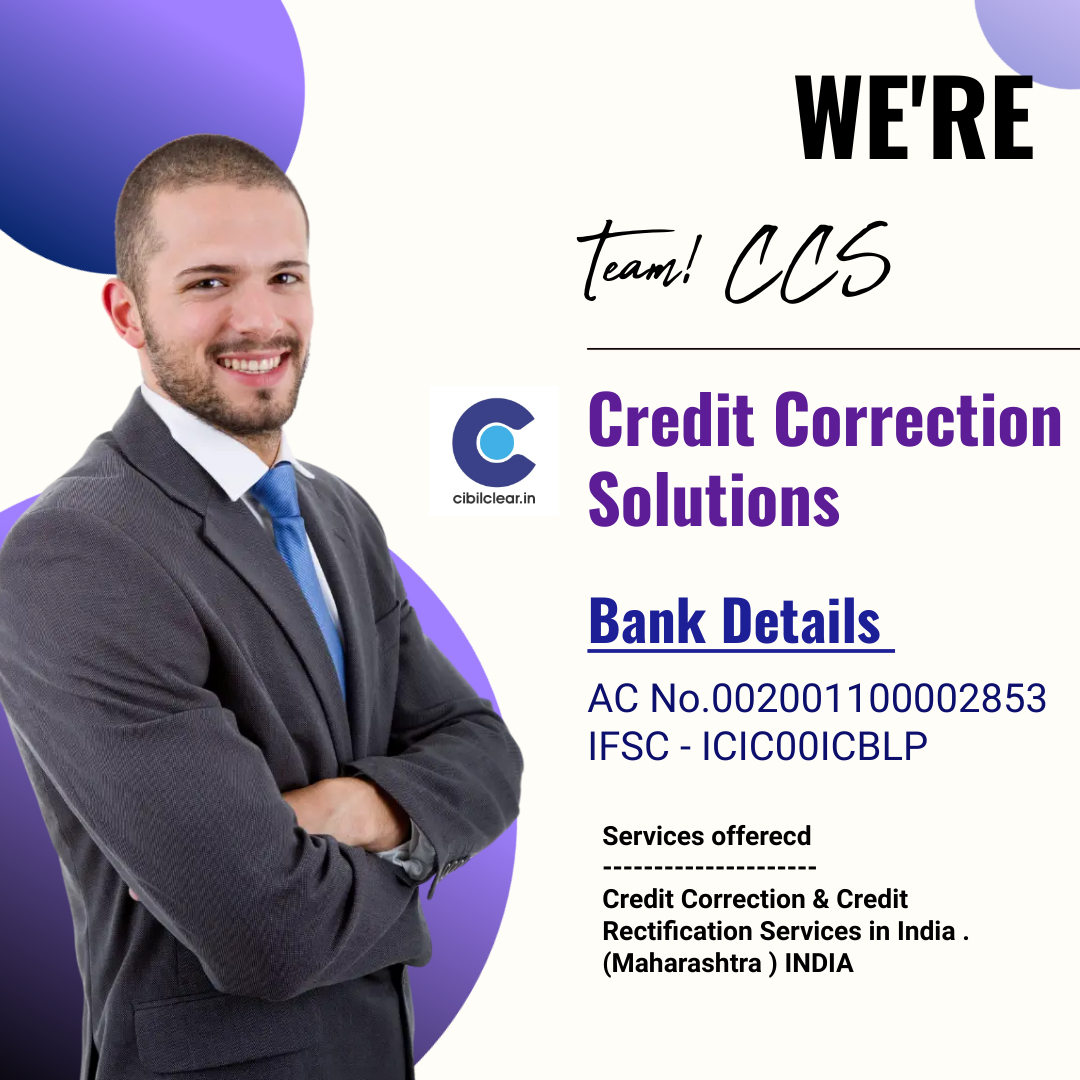 WE'RE
Team! CCS
cibilclear.in
Credit Correction
Solutions
Bank Details
AC No.002001100002853
IFSC - ICIC00ICBLP
Services offerecd
---------------------
Credit Correction & Credit
Rectification Services in India .
(Maharashtra ) INDIA